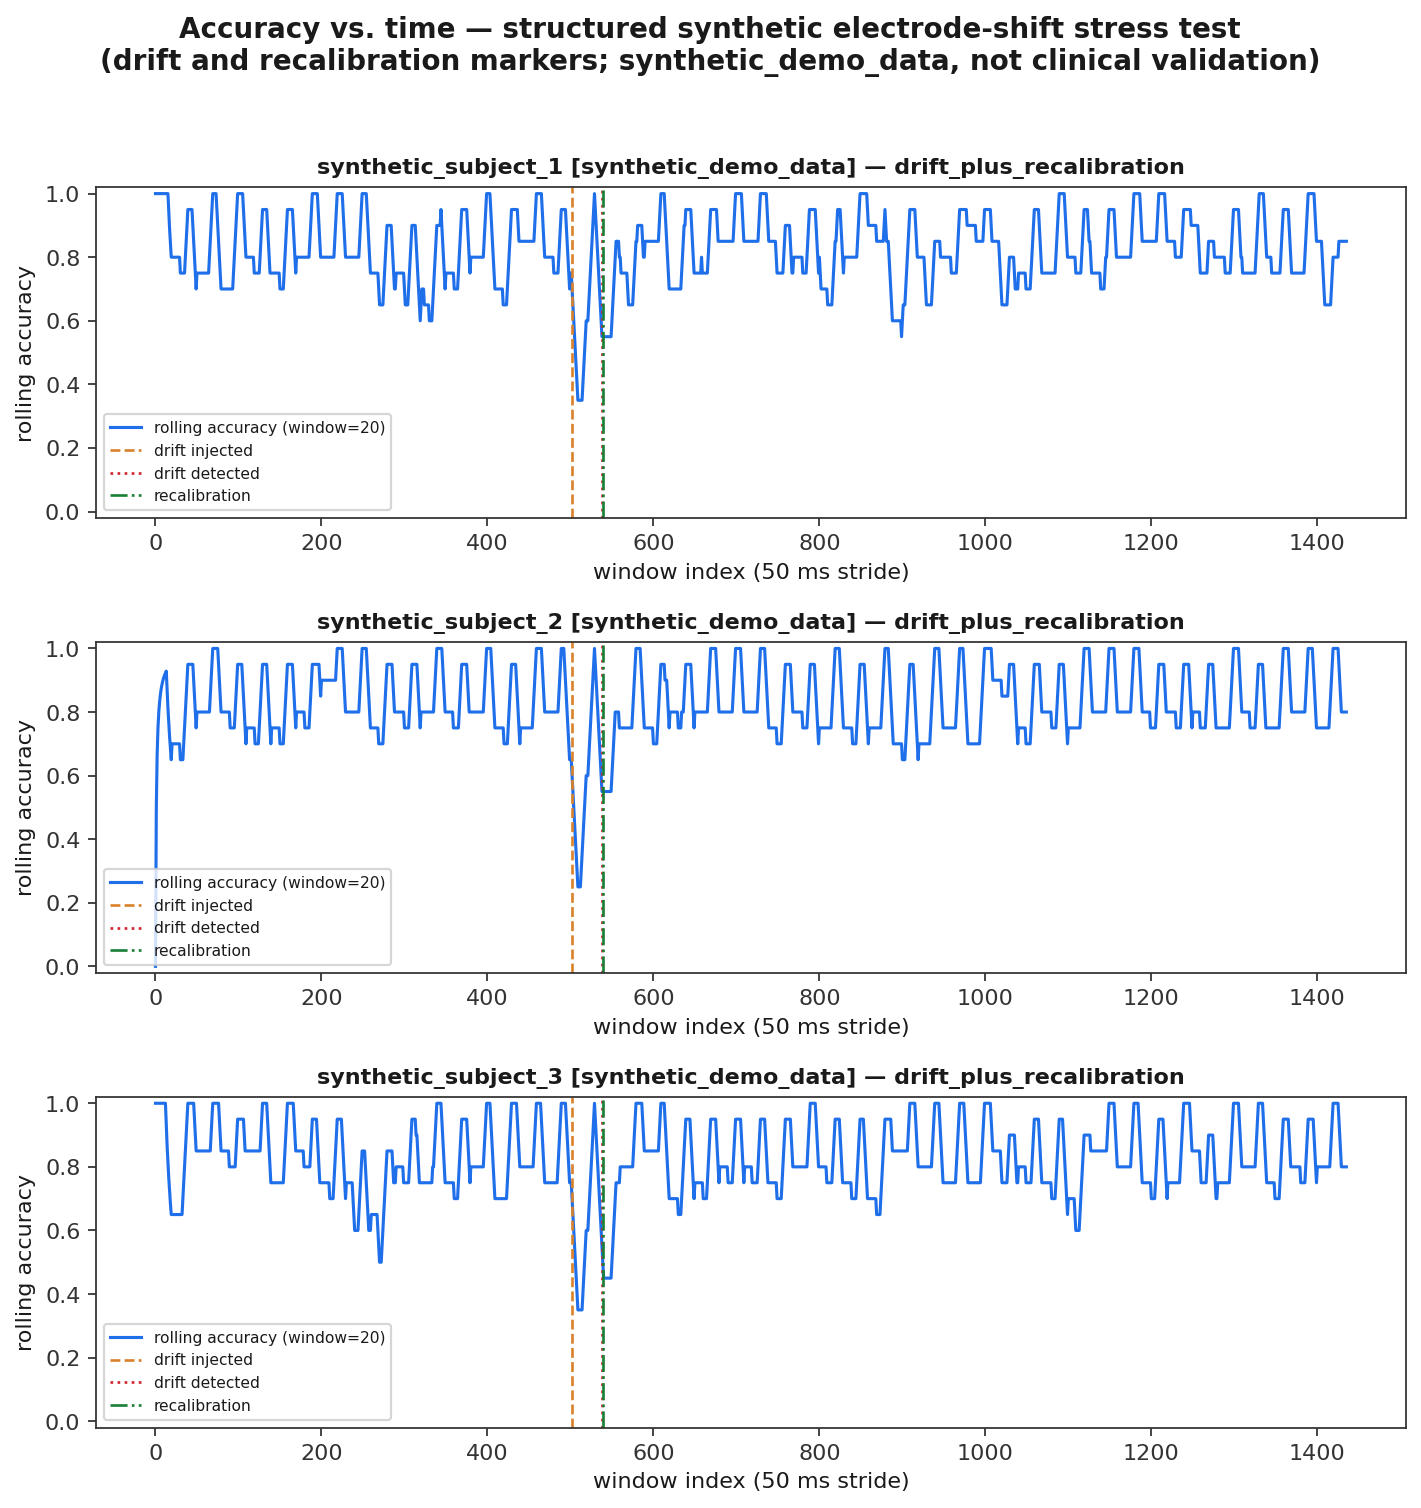 Accuracy vs. time — structured synthetic electrode-shift stress test
(drift and recalibration markers; synthetic_demo_data, not clinical validation)
synthetic_subject_1 [synthetic_demo_data] — drift_plus_recalibration
1.0
0.8
0.6
0.4
0.2
0.0
rolling accuracy
rolling accuracy (window=20)
drift injected
drift detected
recalibration
0 200 400 600 800 1000 1200 1400
window index (50 ms stride)
synthetic_subject_2 [synthetic_demo_data] — drift_plus_recalibration
1.0
0.8
0.6
0.4
0.2
0.0
rolling accuracy
rolling accuracy (window=20)
drift injected
drift detected
recalibration
0 200 400 600 800 1000 1200 1400
window index (50 ms stride)
synthetic_subject_3 [synthetic_demo_data] — drift_plus_recalibration
1.0
0.8
0.6
0.4
0.2
0.0
rolling accuracy
rolling accuracy (window=20)
drift injected
drift detected
recalibration
0 200 400 600 800 1000 1200 1400
window index (50 ms stride)